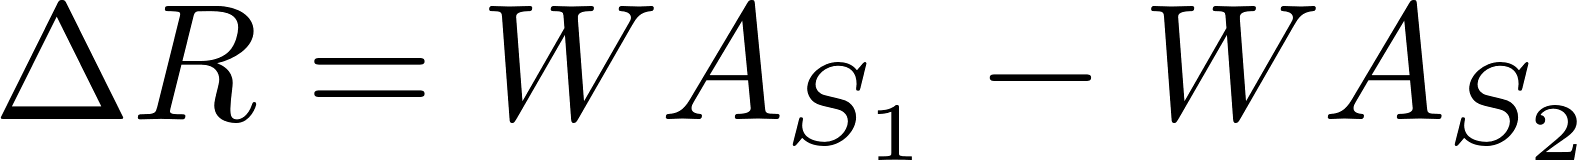 ΔR = WA_{S_1} − WA_{S_2}